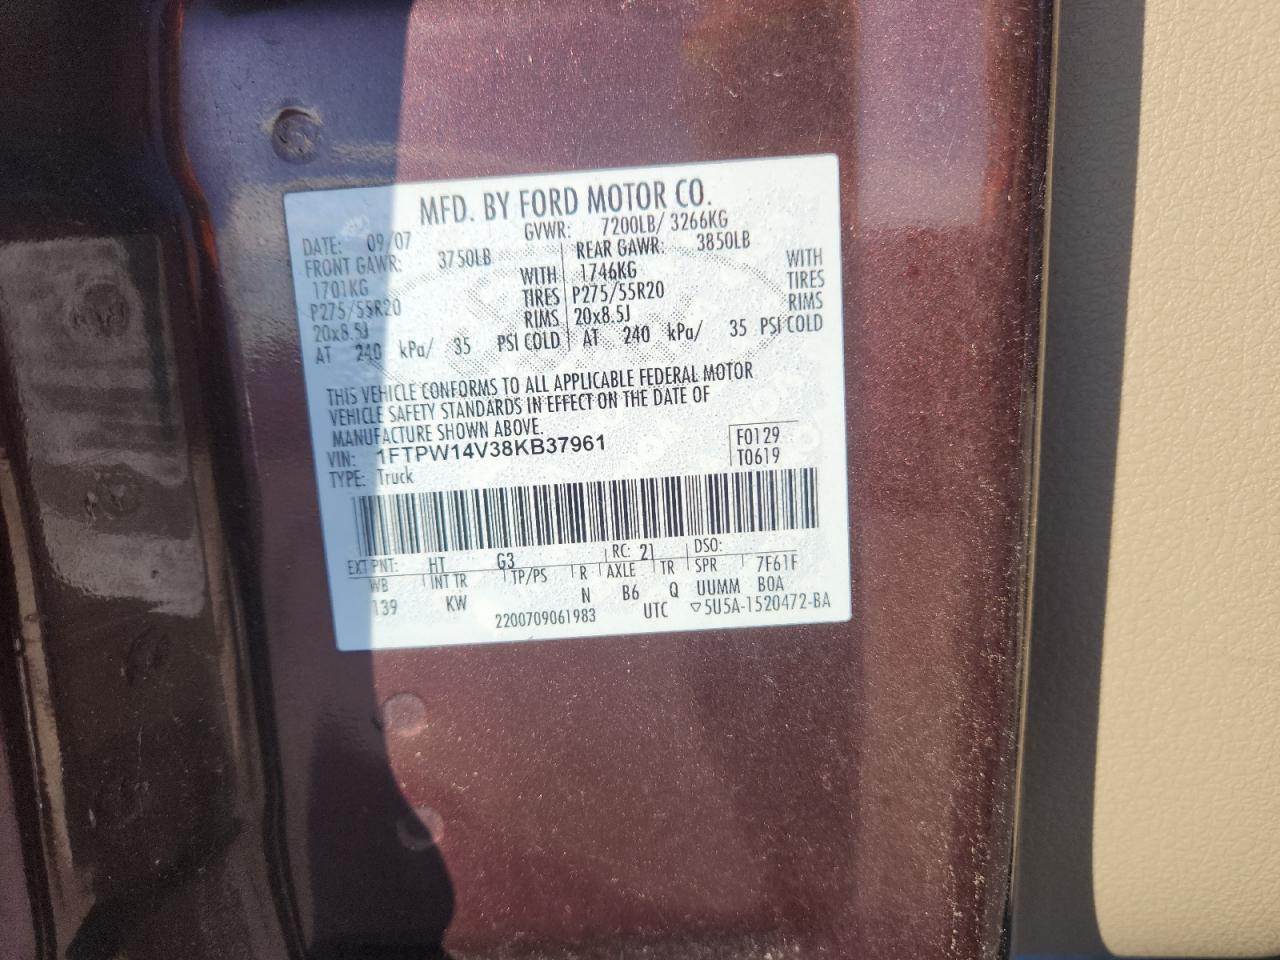 MFD. BY FORD MOTOR CO.
DATE: 09/07 GVWR: 7200LB/ 3266KG
FRONT GAWR: 3750LB REAR GAWR: 3850LB
1701KG WITH 1746KG WITH
P275/55R20 TIRES P275/55R20 TIRES
20x8.5J RIMS 20x8.5J RIMS
AT 240 kPa/ 35 PSI COLD AT 240 kPa/ 35 PSI COLD
THIS VEHICLE CONFORMS TO ALL APPLICABLE FEDERAL MOTOR
VEHICLE SAFETY STANDARDS IN EFFECT ON THE DATE OF
MANUFACTURE SHOWN ABOVE.
VIN: 1FTPW14V38KB37961 F0129
TYPE: Truck T0619
EXT PNT: HT G3 RC: 21 DSO:
WB INT TR TP/PS R AXLE TR SPR 7F61F
139 KW N B6 Q UUMM BOA
2200709061983 UTC ▽5U5A-1520472-BA